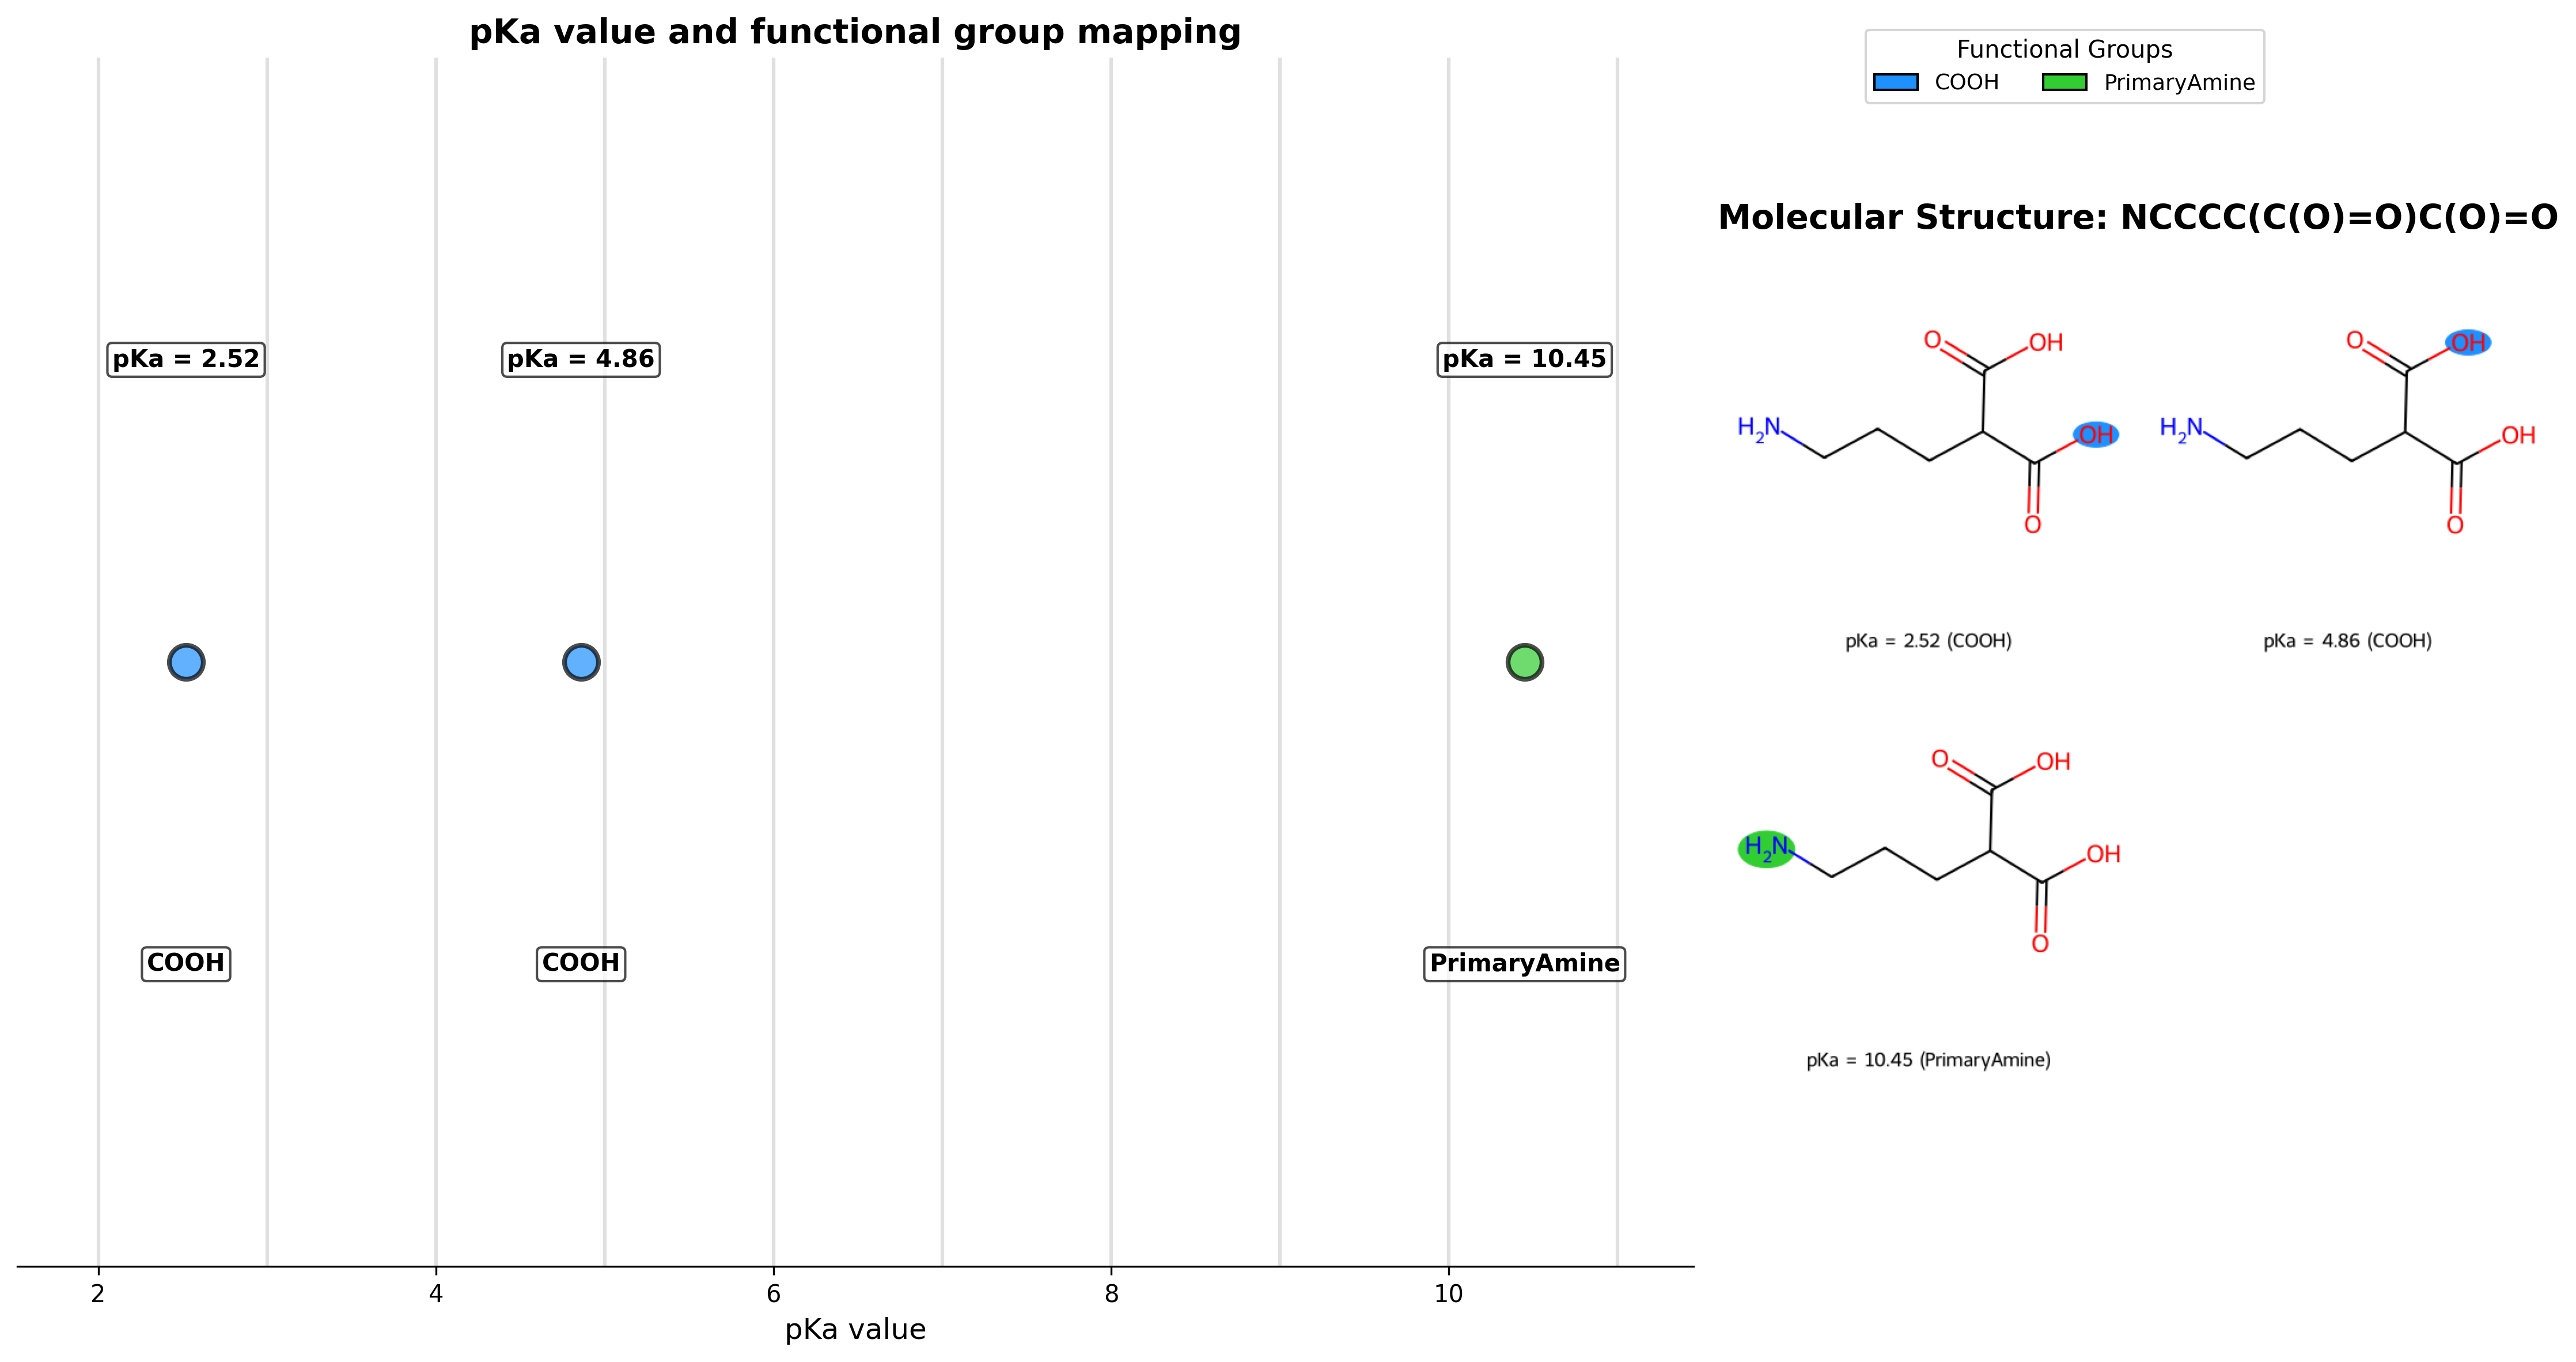 pKa value and functional group mapping
pKa = 2.52
pKa = 4.86
pKa = 10.45
COOH
COOH
PrimaryAmine
2
4
6
8
10
pKa value
Functional Groups
COOH
PrimaryAmine
Molecular Structure: NCCCC(C(O)=O)C(O)=O
O
OH
H2N
OH
O
pKa = 2.52 (COOH)
O
OH
H2N
OH
O
pKa = 4.86 (COOH)
O
OH
H2N
OH
O
pKa = 10.45 (PrimaryAmine)